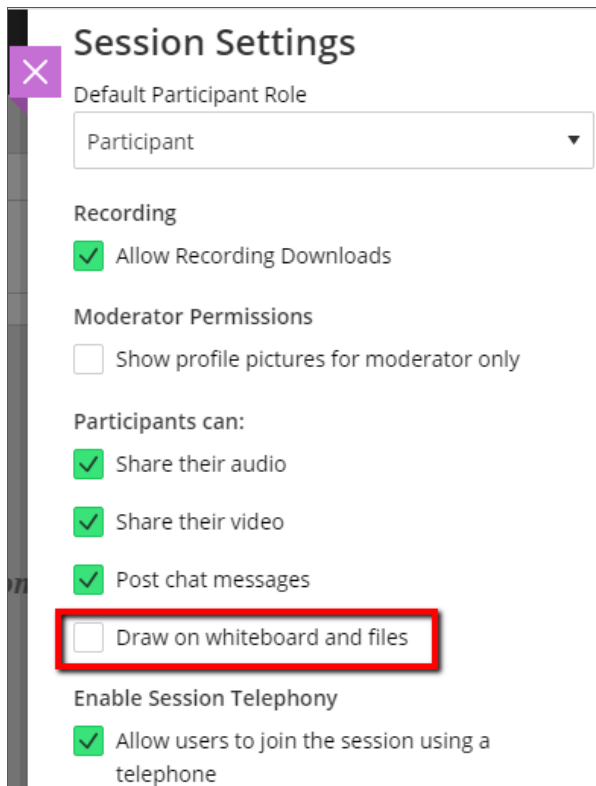 Session Settings
Default Participant Role
Participant
Recording
Allow Recording Downloads
Moderator Permissions
Show profile pictures for moderator only
Participants can:
Share their audio
Share their video
Post chat messages
on
Draw on whiteboard and files
Enable Session Telephony
Allow users to join the session using a
telephone